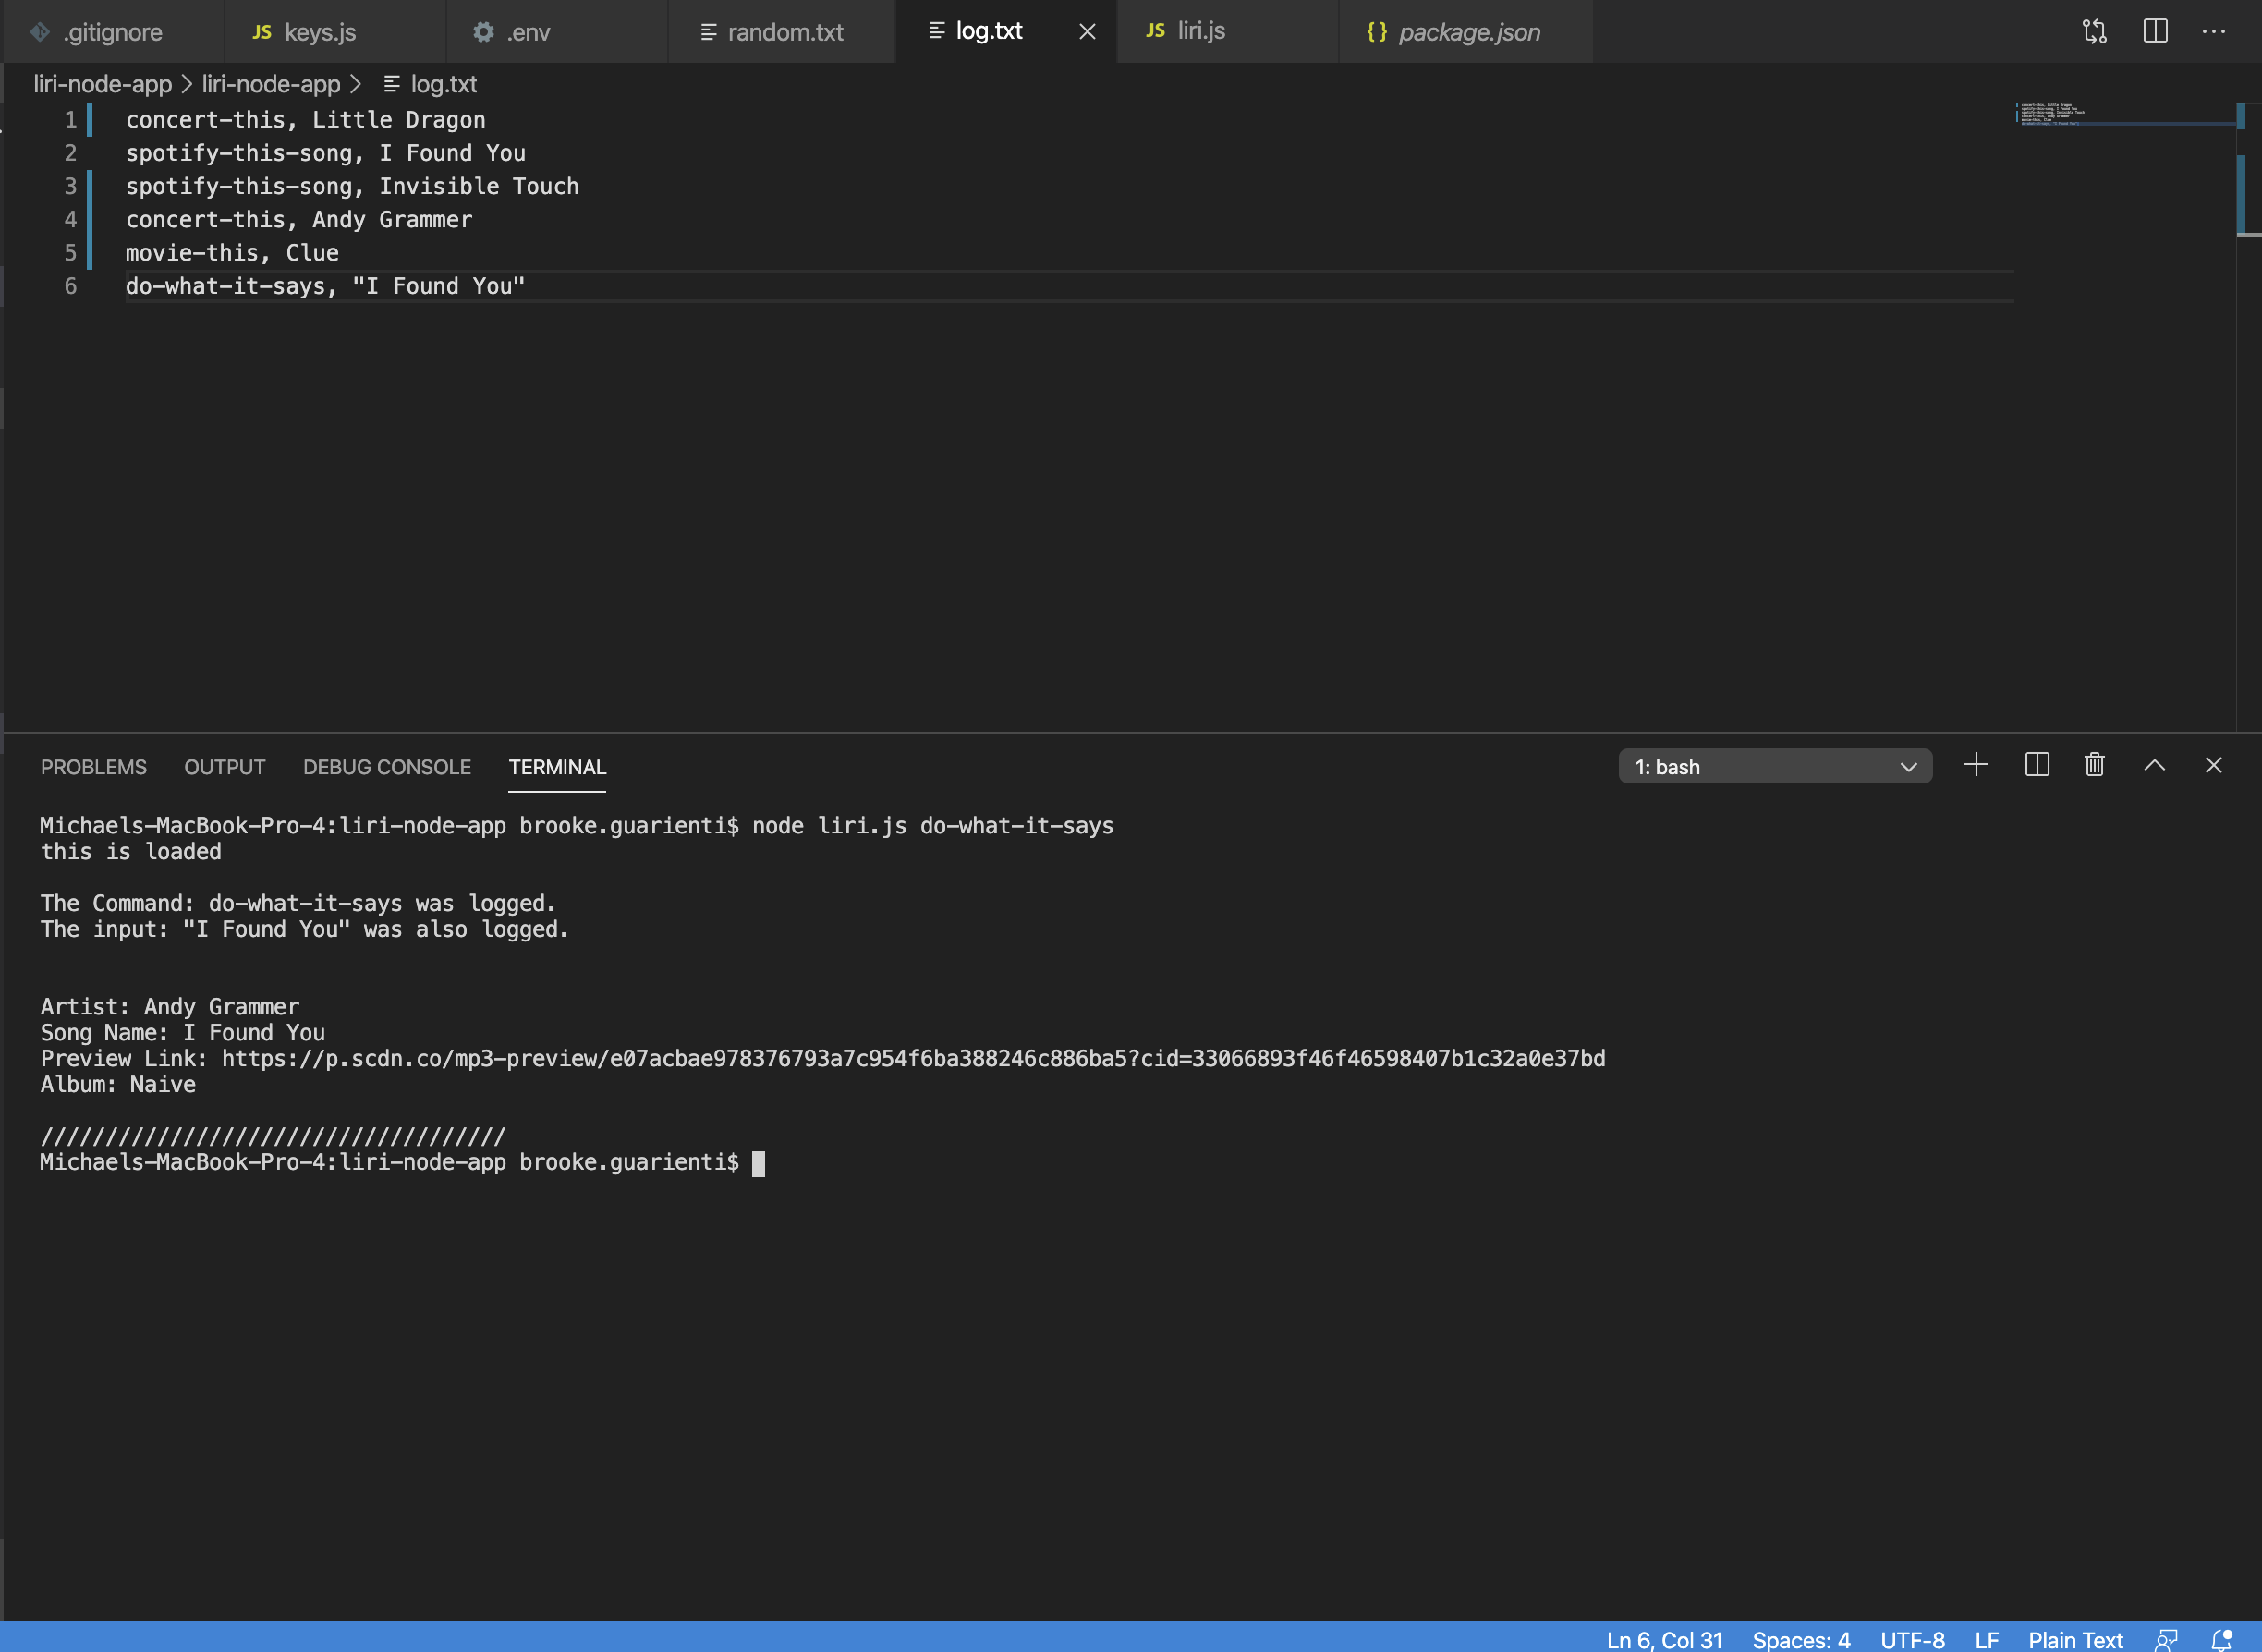 .gitignore JS keys.js .env random.txt log.txt JS liri.js {} package.json
liri-node-app > liri-node-app > log.txt
1 concert-this, Little Dragon
2 spotify-this-song, I Found You
3 spotify-this-song, Invisible Touch
4 concert-this, Andy Grammer
5 movie-this, Clue
6 do-what-it-says, "I Found You"
PROBLEMS OUTPUT DEBUG CONSOLE TERMINAL 1: bash
Michaels-MacBook-Pro-4:liri-node-app brooke.guarienti$ node liri.js do-what-it-says
this is loaded
The Command: do-what-it-says was logged.
The input: "I Found You" was also logged.
Artist: Andy Grammer
Song Name: I Found You
Preview Link: https://p.scdn.co/mp3-preview/e07acbae978376793a7c954f6ba388246c886ba5?cid=33066893f46f46598407b1c32a0e37bd
Album: Naive
////////////////////////////////////
Michaels-MacBook-Pro-4:liri-node-app brooke.guarienti$
Ln 6, Col 31 Spaces: 4 UTF-8 LF Plain Text